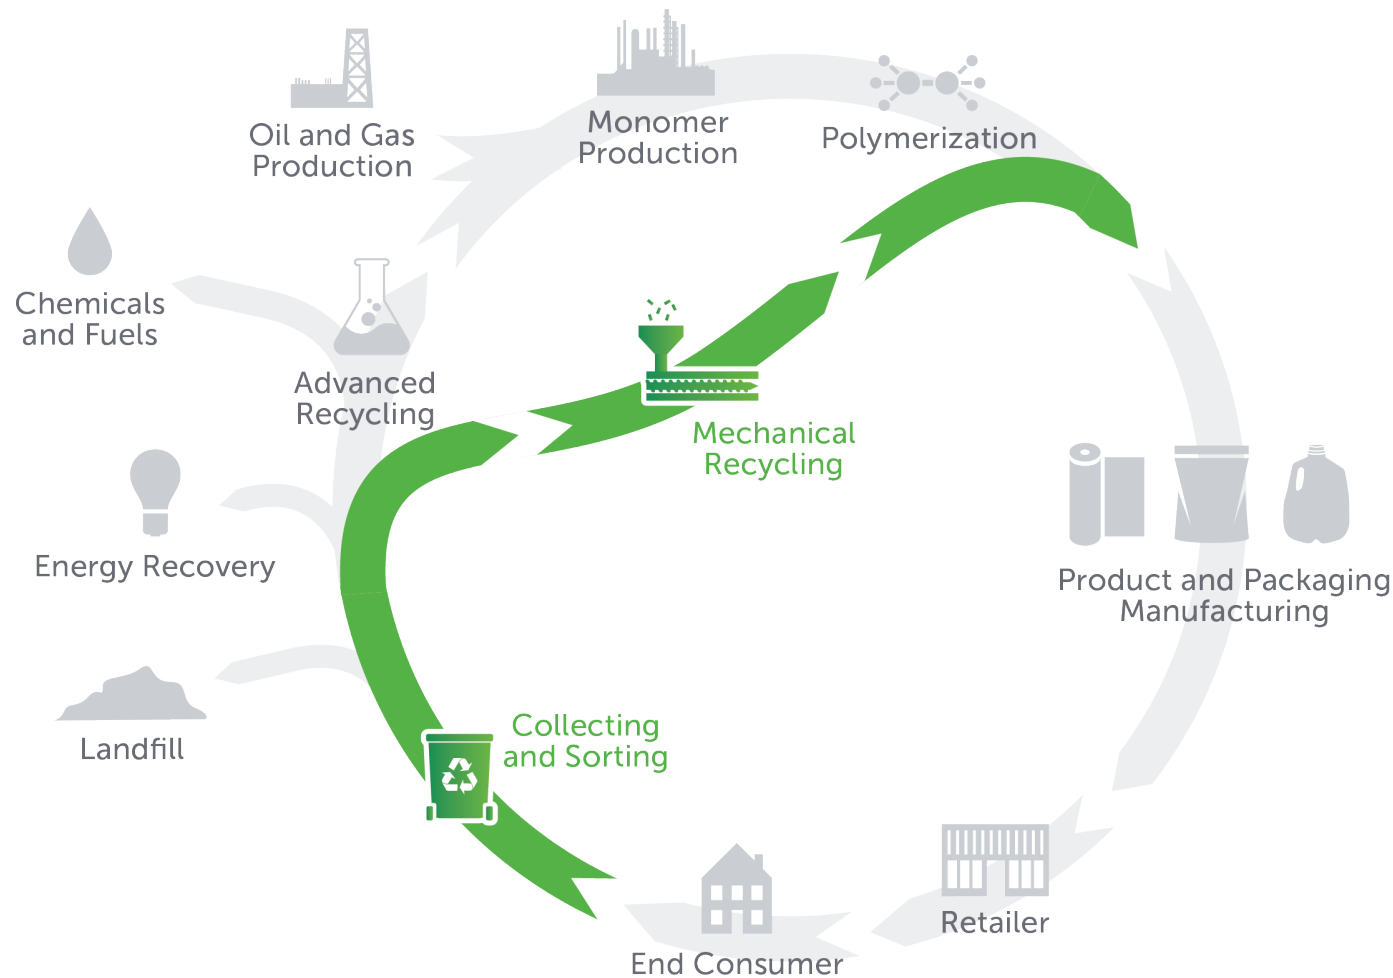 Oil and Gas
Production
Monomer
Production
Polymerization
Chemicals
and Fuels
Advanced
Recycling
Mechanical
Recycling
Energy Recovery
Product and Packaging
Manufacturing
Landfill
Collecting
and Sorting
Retailer
End Consumer